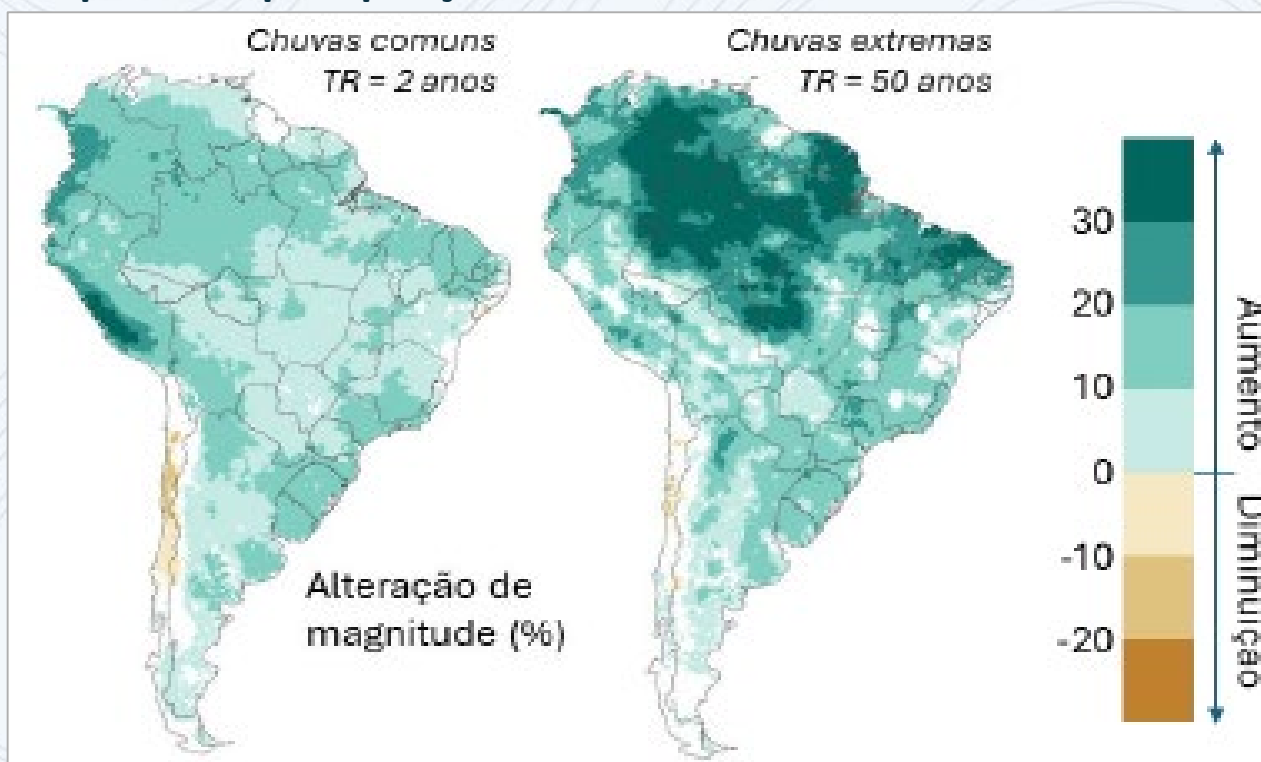 Chuvas comuns
TR = 2 anos
Chuvas extremas
TR = 50 anos
Alteração de
magnitude (%)
30
20
10
0
-10
-20
Aumento
Diminuição